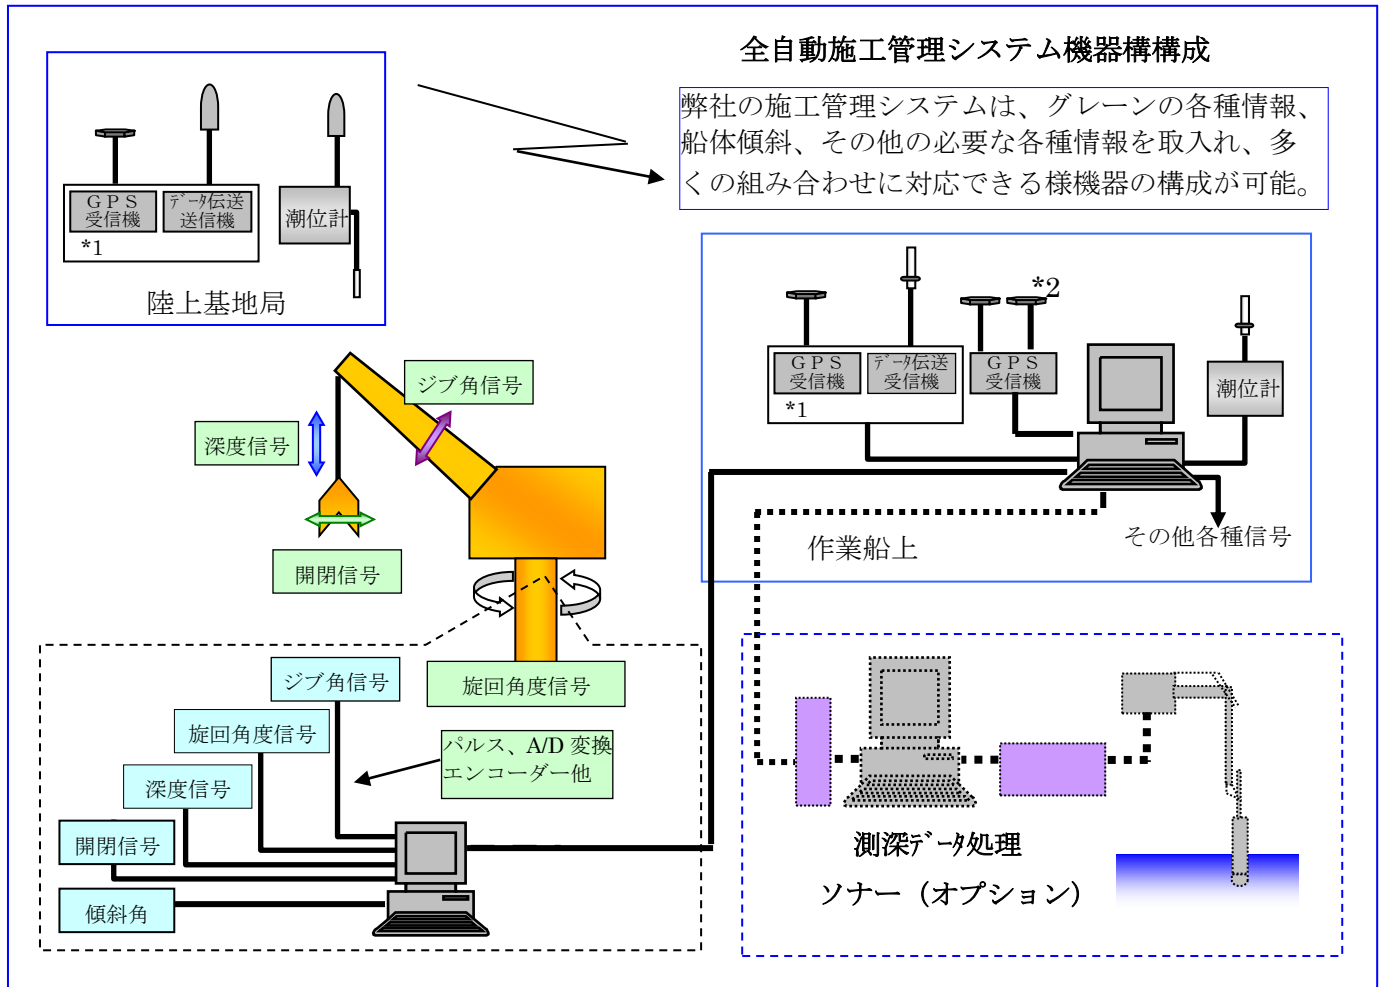 全自動施工管理システム機器構構成
弊社の施工管理システムは、グレーンの各種情報、
船体傾斜、その他の必要な各種情報を取入れ、多
くの組み合わせに対応できる様機器の構成が可能。
ＧＰＳ
受信機
ﾃﾞｰﾀ伝送
送信機
*1
潮位計
陸上基地局
*2
ＧＰＳ
受信機
ﾃﾞｰﾀ伝送
受信機
*1
ＧＰＳ
受信機
潮位計
作業船上
その他各種信号
ジブ角信号
深度信号
開閉信号
旋回角度信号
ジブ角信号
旋回角度信号
深度信号
開閉信号
傾斜角
パルス、A/D 変換
エンコーダー他
測深ﾃﾞｰﾀ処理
ソナー（オプション）